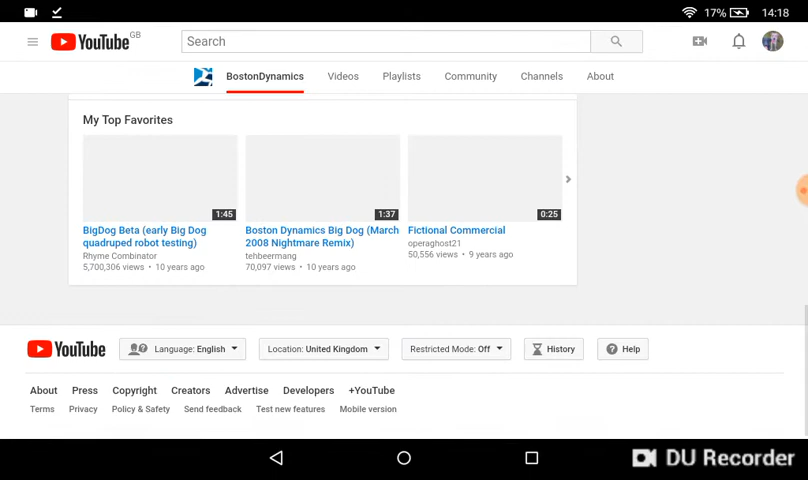 17% 14:18
YouTube GB Search
BostonDynamics Videos Playlists Community Channels About
My Top Favorites
1:45 1:37 0:25
BigDog Beta (early Big Dog
quadruped robot testing)
Rhyme Combinator
5,700,306 views • 10 years ago
Boston Dynamics Big Dog (March
2008 Nightmare Remix)
tehbeermang
70,097 views • 10 years ago
Fictional Commercial
operaghost21
50,556 views • 9 years ago
YouTube Language: English Location: United Kingdom Restricted Mode: Off History Help
About Press Copyright Creators Advertise Developers +YouTube
Terms Privacy Policy & Safety Send feedback Test new features Mobile version
DU Recorder